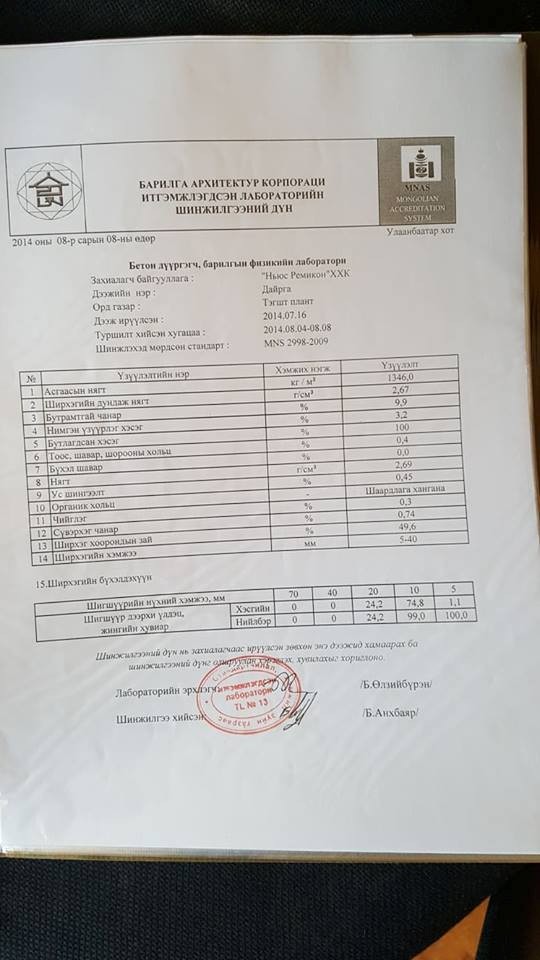 БАРИЛГА АРХИТЕКТУР КОРПОРАЦИ
ИТГЭМЖЛЭГДСЭН ЛАБОРАТОРИЙН
ШИНЖИЛГЭЭНИЙ ДҮН
MNAS
MONGOLIAN
ACCREDITATION
SYSTEM
2014 оны 08-р сарын 08-ны өдөр
Улаанбаатар хот
Бетон дүүргэгч, барилгын физикийн лаборатори
Захиалагч байгууллага : "Ньюс Ремикон"ХХК
Дээжийн нэр : Дайрга
Орд газар : Тэгшт плант
Дээж ирүүлсэн : 2014.07.16
Туршилт хийсэн хугацаа : 2014.08.04-08.08
Шинжлэхэд мөрдсөн стандарт : MNS 2998-2009
№ Үзүүлэлтийн нэр Хэмжих нэгж Үзүүлэлт
1 Асгаасын нягт кг / м³ 1346,0
2 Ширхэгийн дундаж нягт г/см³ 2,67
3 Бутрамтгай чанар % 9,9
4 Нимгэн үзүүрлэг хэсэг % 3,2
5 Бутлагдсан хэсэг % 100
6 Тоос, шавар, шорооны хольц % 0,4
7 Бүхэл шавар % 0,0
8 Нягт г/см³ 2,69
9 Ус шингээлт % 0,45
10 Органик хольц - Шаардлага хангана
11 Чийглэг % 0,3
12 Сүвэрхэг чанар % 0,74
13 Ширхэг хоорондын зай % 49,6
14 Ширхэгийн хэмжээ мм 5-40
15.Ширхэгийн бүхэлдэхүүн
Шигшүүрийн нүхний хэмжээ, мм 70 40 20 10 5
Шигшүүр дээрхи үлдэц, жингийн хувиар Хэсгийн 0 0 24,2 74,8 1,1
Нийлбэр 0 0 24,2 99,0 100,0
Шинжилгээний дүн нь захиалагчаас ирүүлсэн зөвхөн энэ дээжид хамаарах ба
шинжилгээний дүнг олшруулан хэрэглэх, хувилахыг хориглоно.
Лабораторийн эрхлэгч /Б.Өлзийбүрэн/
итгэмжлэгдсэн
лаборатори
TL № 13
Шинжилгээ хийсэн: /Б.Анхбаяр/